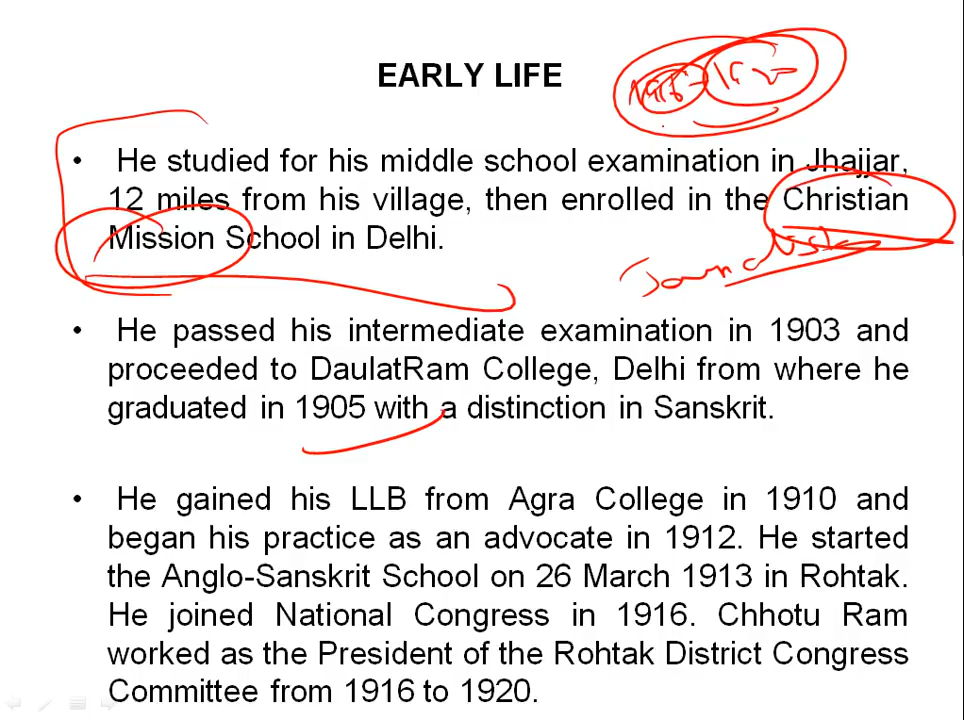 EARLY LIFE
• He studied for his middle school examination in Jhajjar,
12 miles from his village, then enrolled in the Christian
Mission School in Delhi.
Journalist
• He passed his intermediate examination in 1903 and
proceeded to DaulatRam College, Delhi from where he
graduated in 1905 with a distinction in Sanskrit.
• He gained his LLB from Agra College in 1910 and
began his practice as an advocate in 1912. He started
the Anglo-Sanskrit School on 26 March 1913 in Rohtak.
He joined National Congress in 1916. Chhotu Ram
worked as the President of the Rohtak District Congress
Committee from 1916 to 1920.